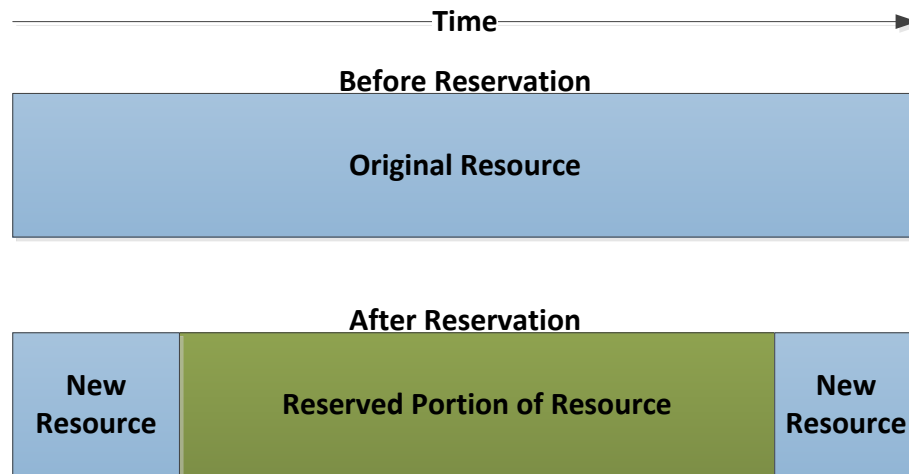 Time
Before Reservation
Original Resource
After Reservation
New
Resource
Reserved Portion of Resource
New
Resource